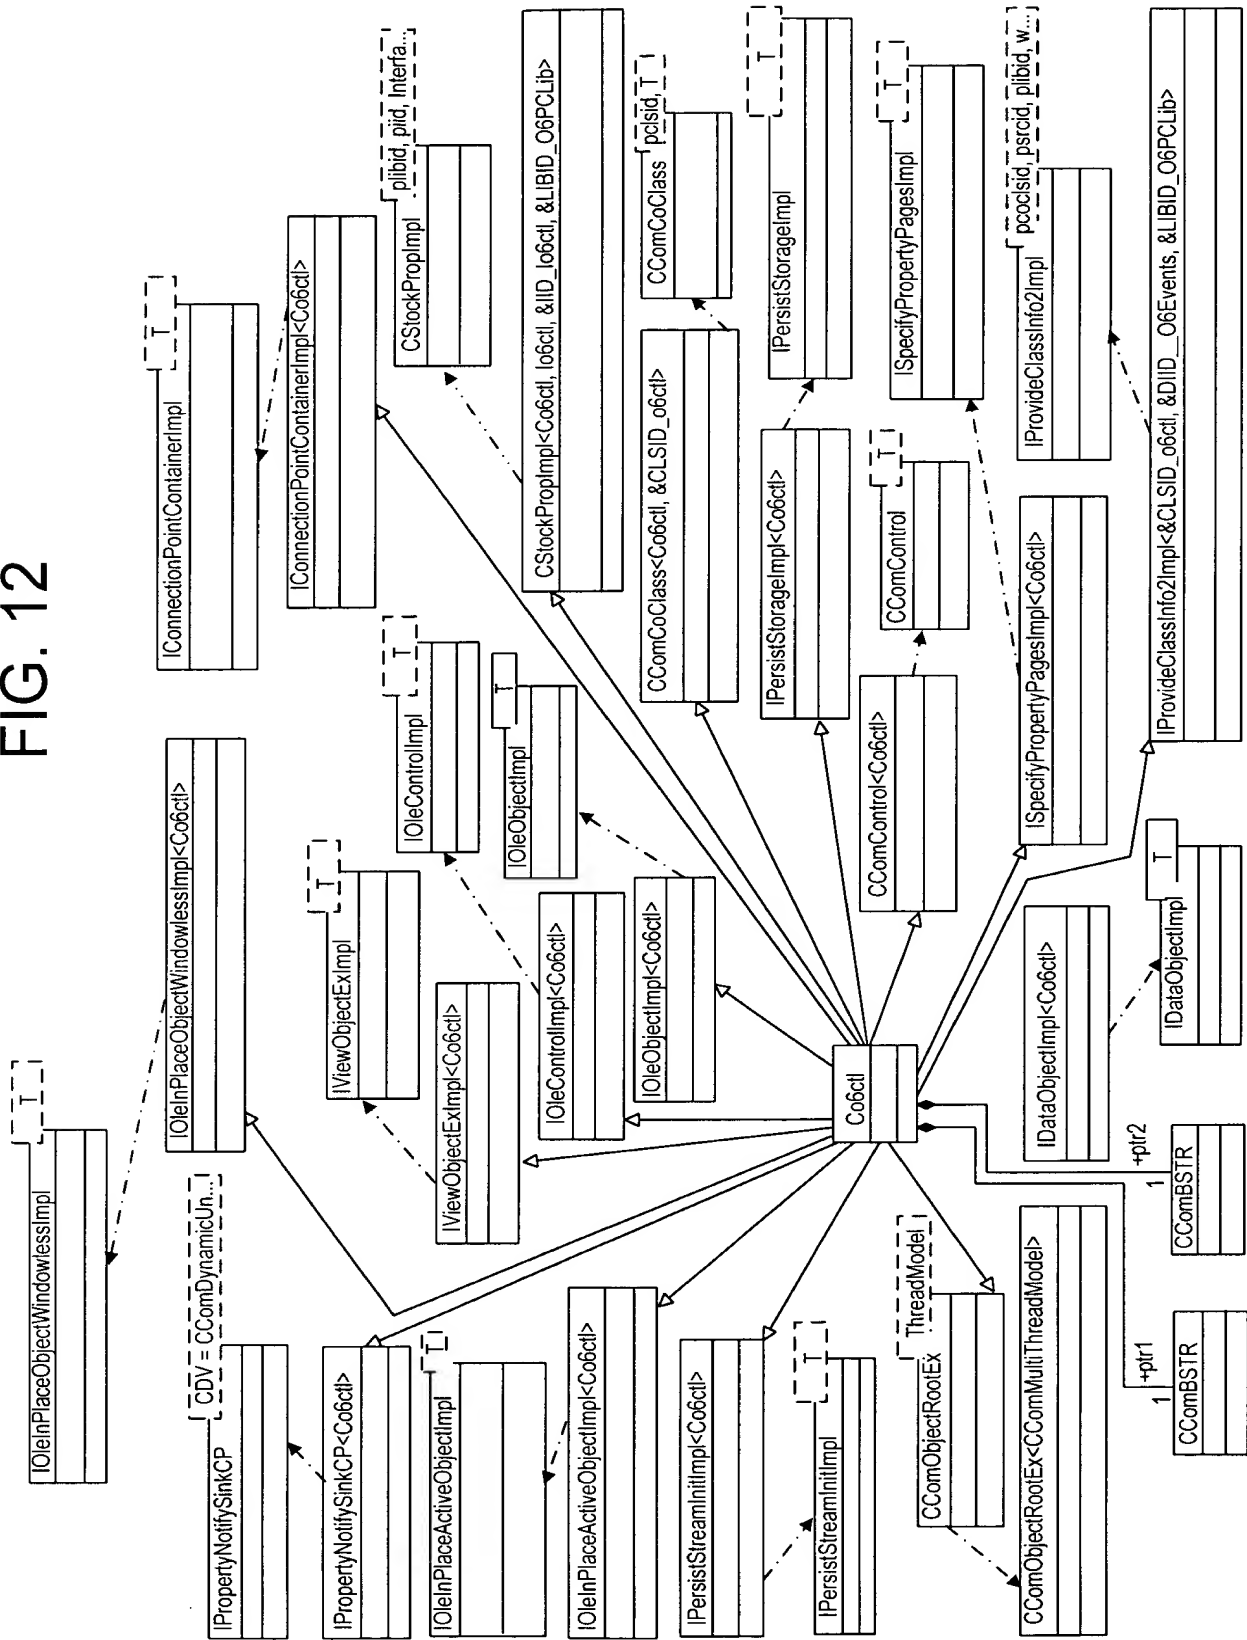 FIG. 12
IOleInPlaceObjectWindowlessImpl
T
IOleInPlaceObjectWindowlessImpl<Co6ctl>
IConnectionPointContainerImpl
T
IConnectionPointContainerImpl<Co6ctl>
IPropertyNotifySinkCP
CDV = CComDynamicUn...
IPropertyNotifySinkCP<Co6ctl>
IViewObjectExImpl
T
IViewObjectExImpl<Co6ctl>
IOleControlImpl
T
IOleControlImpl<Co6ctl>
CStockPropImpl
plibid, piid, Interfa...
CStockPropImpl<Co6ctl, Io6ctl, &IID_Io6ctl, &LIBID_O6PCLib>
IOleInPlaceActiveObjectImpl
T
IOleInPlaceActiveObjectImpl<Co6ctl>
IOleObjectImpl
T
IOleObjectImpl<Co6ctl>
CComCoClass
pclsid, T
CComCoClass<Co6ctl, &CLSID_o6ctl>
IPersistStreamInitImpl<Co6ctl>
IPersistStreamInitImpl
T
IPersistStorageImpl
T
IPersistStorageImpl<Co6ctl>
Co6ctl
CComControl<Co6ctl>
CComControl
T
ISpecifyPropertyPagesImpl
T
ISpecifyPropertyPagesImpl<Co6ctl>
CComObjectRootEx
ThreadModel
CComObjectRootEx<CComMultiThreadModel>
IDataObjectImpl<Co6ctl>
IDataObjectImpl
T
IProvideClassInfo2Impl
pcoclsid, psrcid, plibid, w...
IProvideClassInfo2Impl<&CLSID_o6ctl, &DIID__O6Events, &LIBID_O6PCLib>
+ptr1
1
CComBSTR
+ptr2
1
CComBSTR